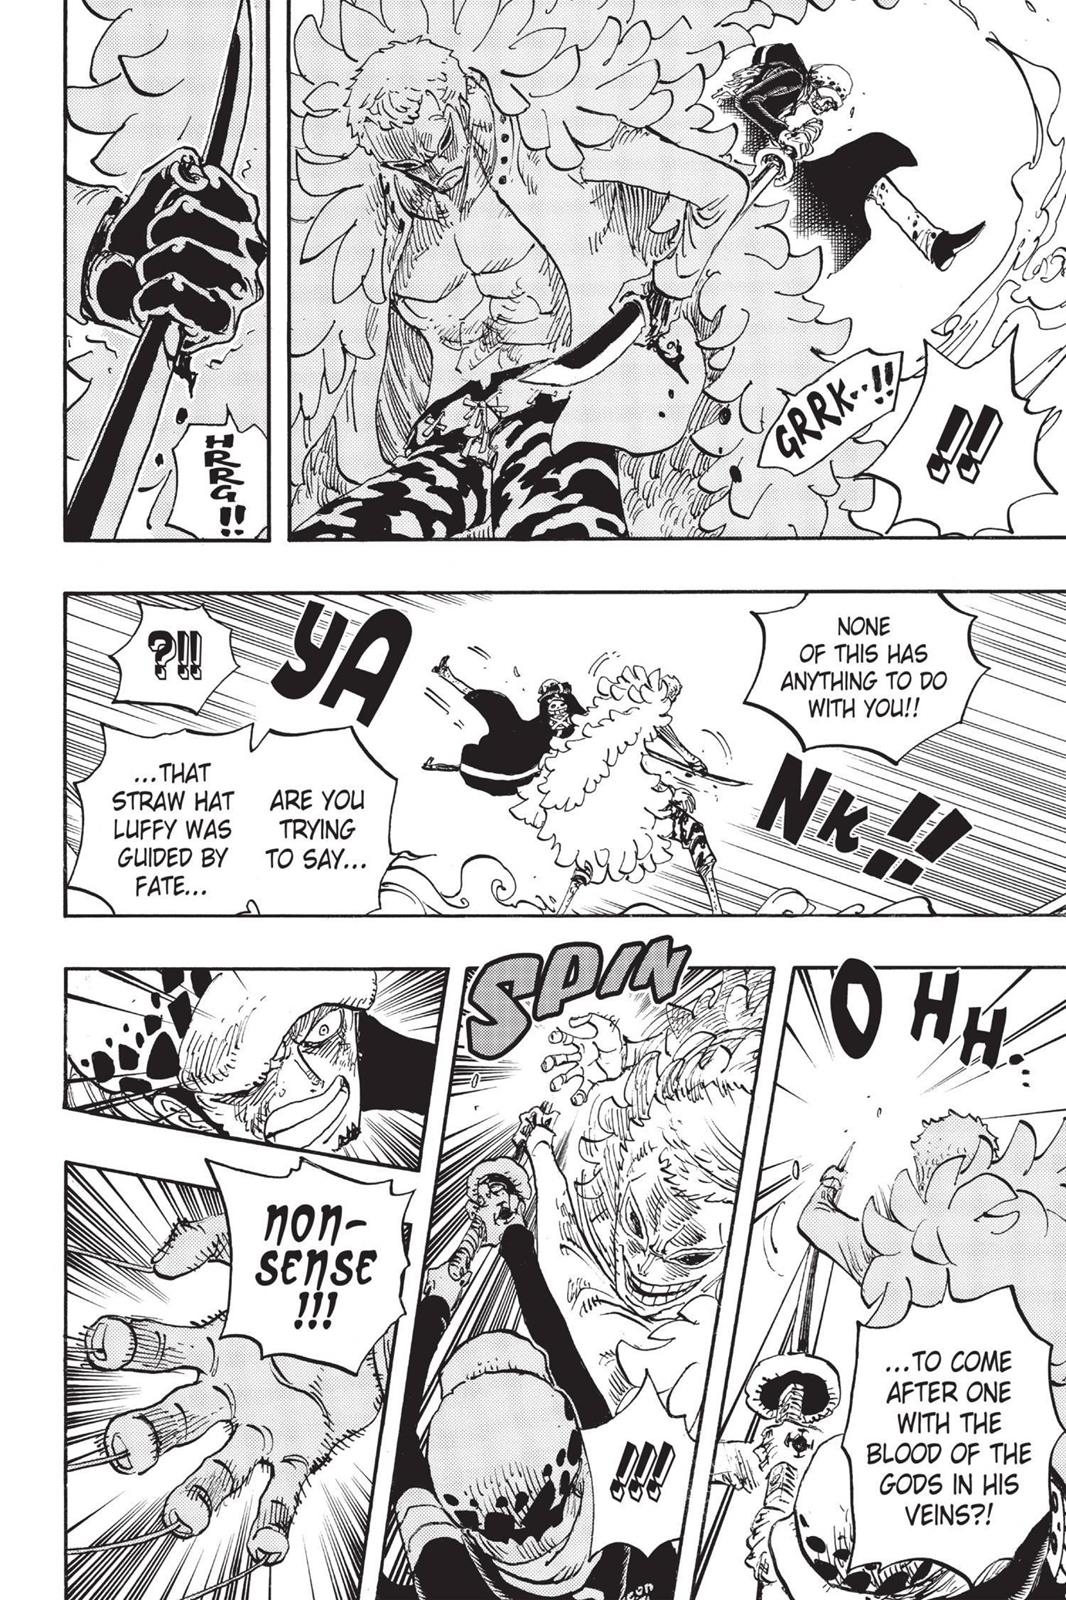 !!
GRRK..!!
HRRG!!
NONE
OF THIS HAS
ANYTHING TO DO
WITH YOU!!
YA
NK!!
?!!
ARE YOU
TRYING
TO SAY...
...THAT
STRAW HAT
LUFFY WAS
GUIDED BY
FATE...
OHH...
...TO COME
AFTER ONE
WITH THE
BLOOD OF THE
GODS IN HIS
VEINS?!
SPIN
!!!
NON-
SENSE
!!!